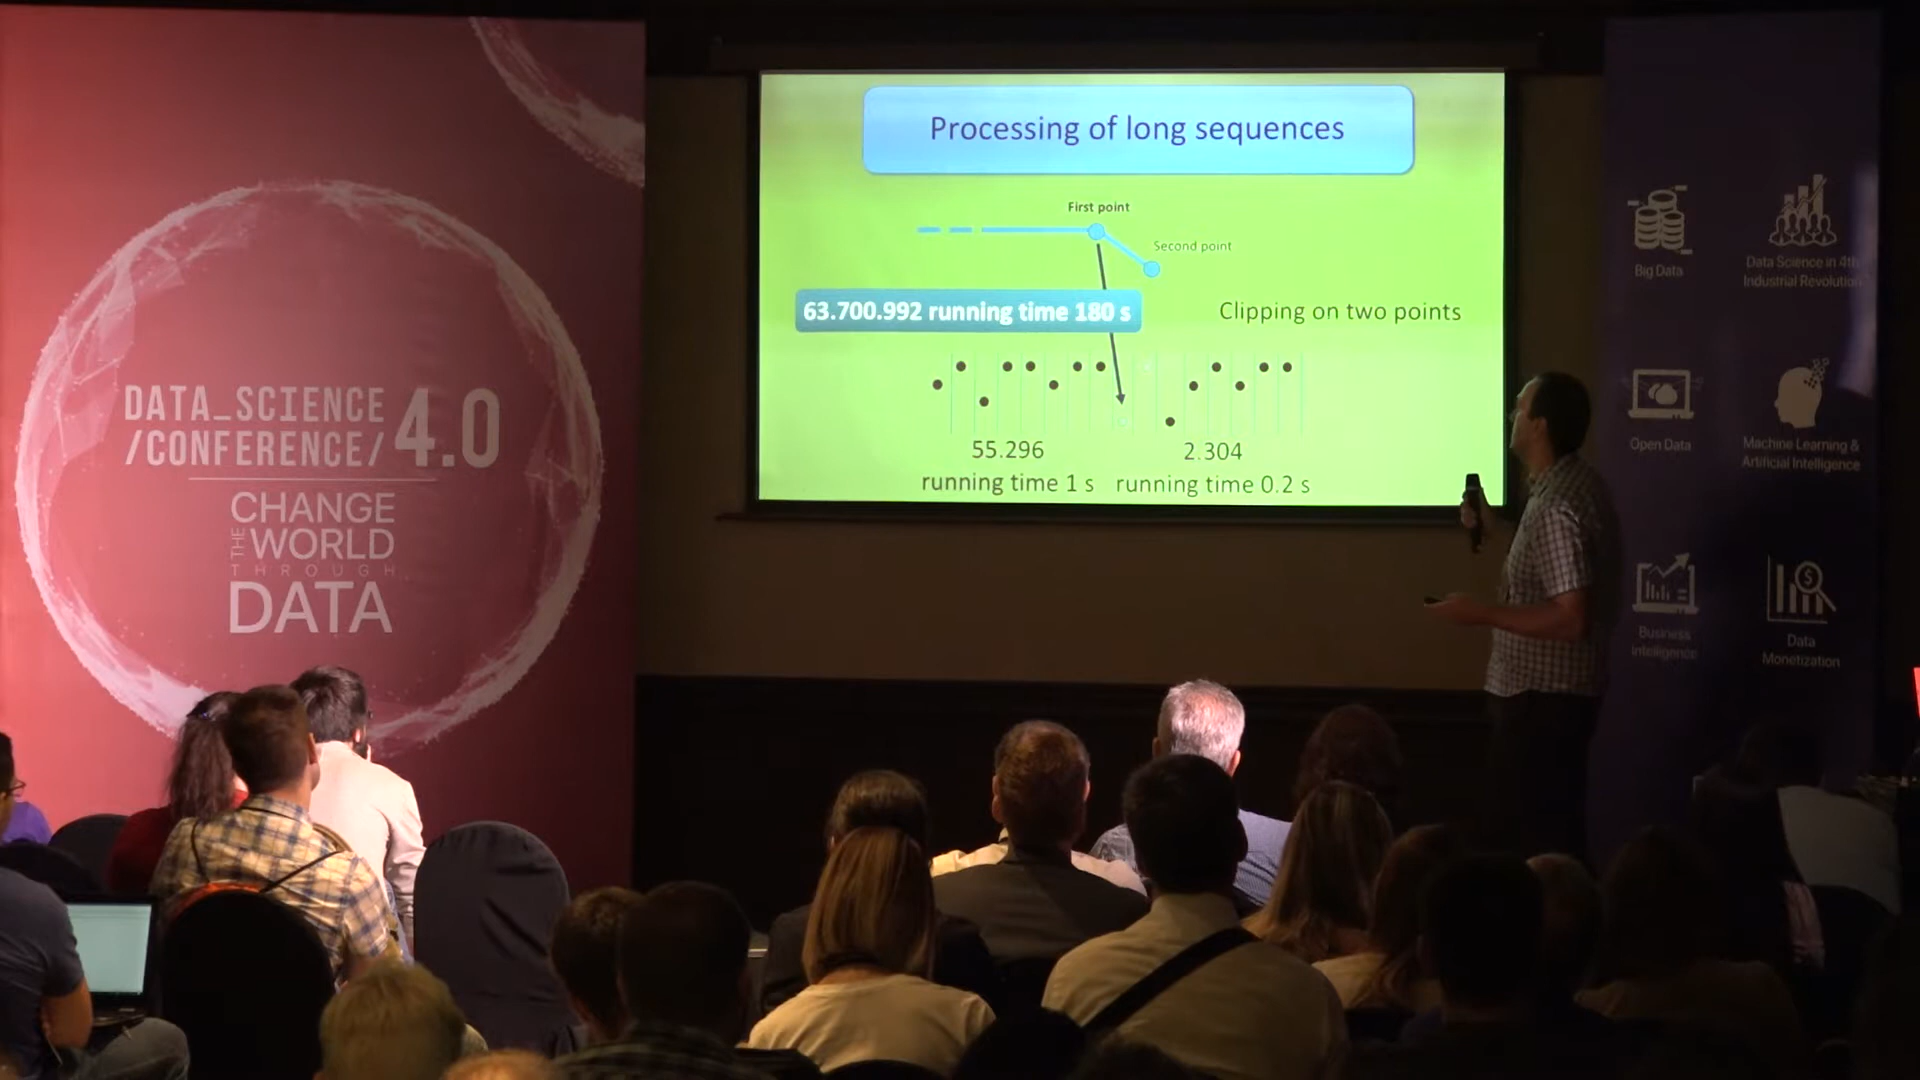 DATA_SCIENCE
/CONFERENCE/ 4.0
CHANGE
THE WORLD
THROUGH
DATA
Processing of long sequences
First point
Second point
63.700.992 running time 180 s
Clipping on two points
55.296
2.304
running time 1 s
running time 0.2 s
Big Data
Data Science in 4th
Industrial Revolution
Open Data
Machine Learning &
Artificial Intelligence
Business
Intelligence
Data
Monetization